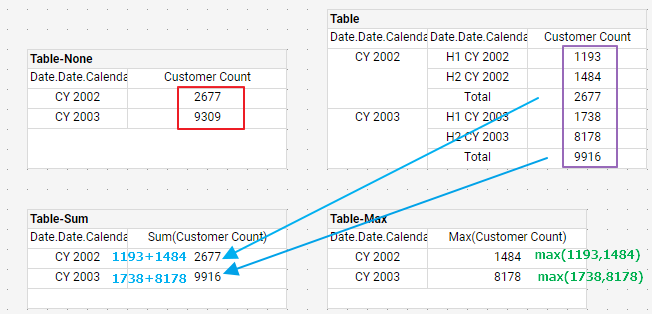 Table-None
Date.Date.Calenda Customer Count
CY 2002 2677
CY 2003 9309
Table
Date.Date.Calenda Date.Date.Calenda Customer Count
CY 2002 H1 CY 2002 1193
H2 CY 2002 1484
Total 2677
CY 2003 H1 CY 2003 1738
H2 CY 2003 8178
Total 9916
Table-Sum
Date.Date.Calenda Sum(Customer Count)
CY 2002 1193+1484 2677
CY 2003 1738+8178 9916
Table-Max
Date.Date.Calenda Max(Customer Count)
CY 2002 1484 max(1193,1484)
CY 2003 8178 max(1738,8178)